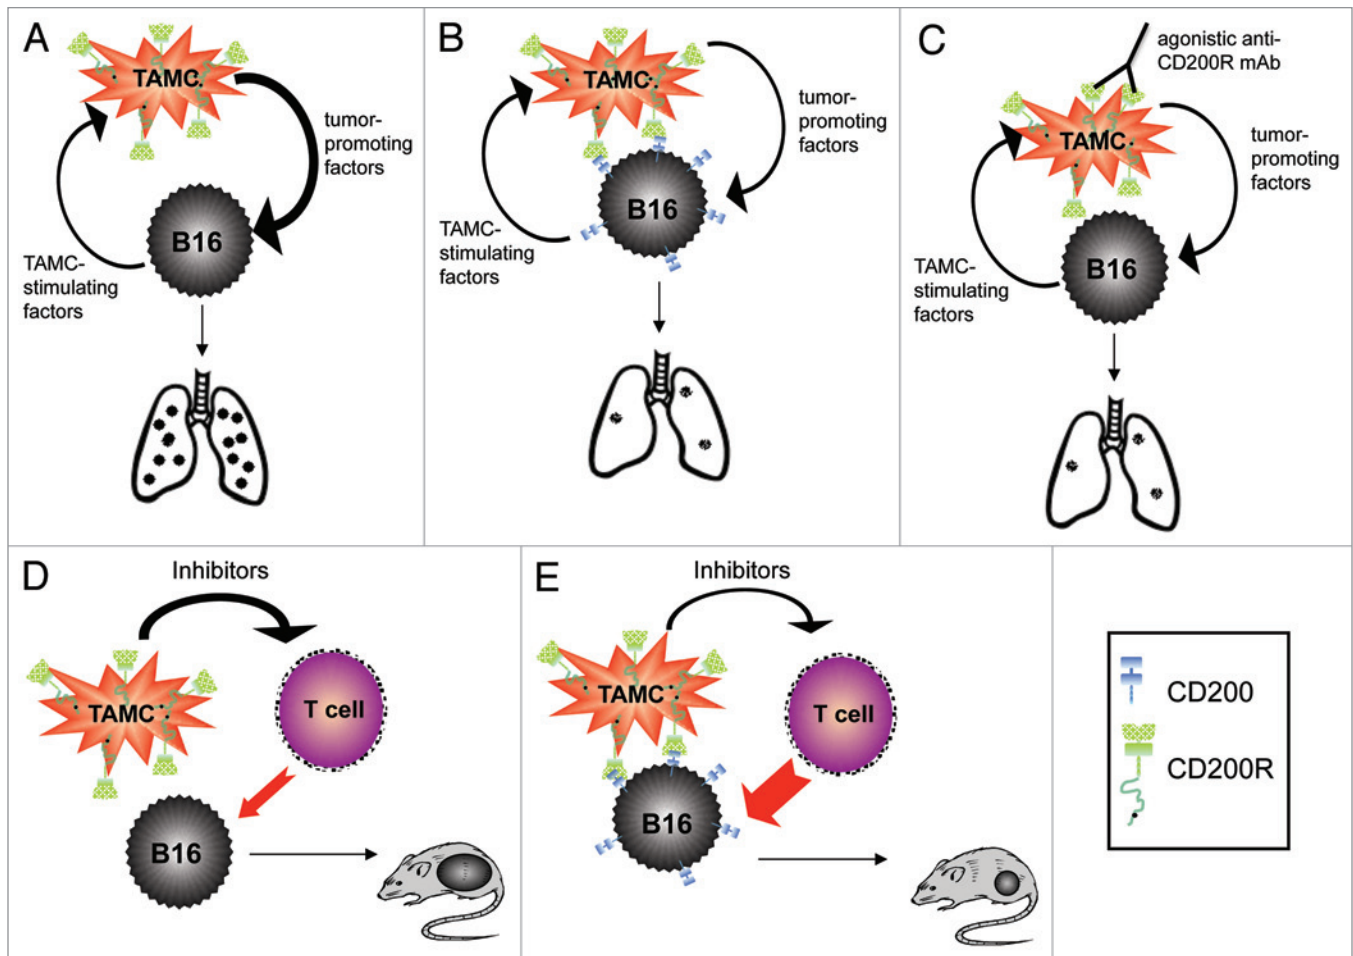 A
TAMC
tumor-
promoting
factors
B16
TAMC-
stimulating
factors
B
TAMC
tumor-
promoting
factors
B16
TAMC-
stimulating
factors
C
agonistic anti-
CD200R mAb
TAMC
tumor-
promoting
factors
B16
TAMC-
stimulating
factors
D
Inhibitors
TAMC
T cell
B16
E
Inhibitors
TAMC
T cell
B16
CD200
CD200R